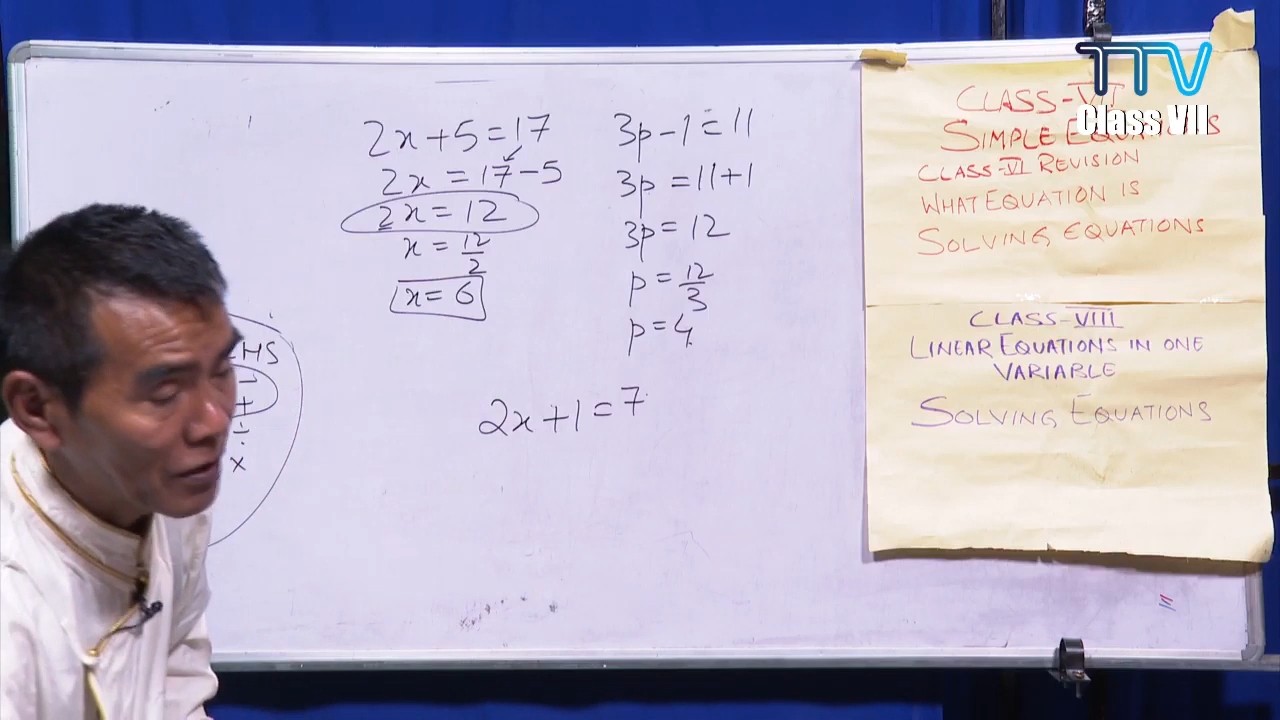 2x+5=17
2x=17-5
2x=12
x=12/2
x=6
3p-1=11
3p=11+1
3p=12
p=12/3
p=4
2x+1=7
HS
-
+
÷
×
CLASS-VII
SIMPLE EQUATIONS
CLASS-VI REVISION
WHAT EQUATION IS
SOLVING EQUATIONS
CLASS-VIII
LINEAR EQUATIONS IN ONE
VARIABLE
SOLVING EQUATIONS
TTV
Class VII